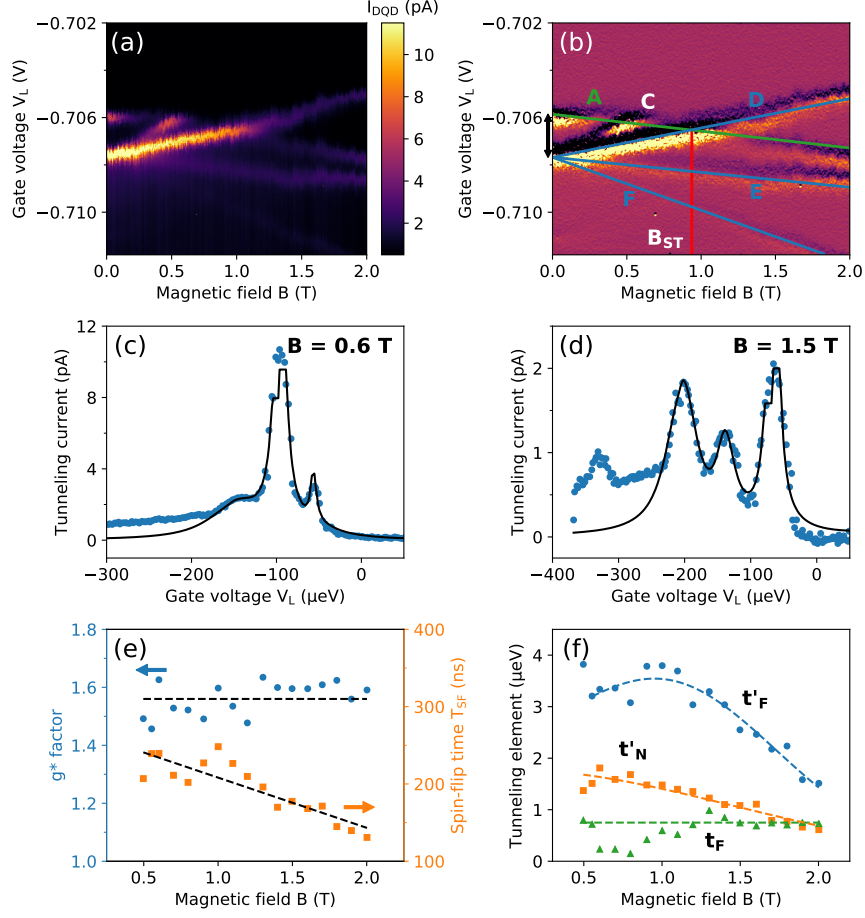 I_DQD (pA)
(a)
−0.702
−0.706
−0.710
Gate voltage V_L (V)
0.0 0.5 1.0 1.5 2.0
Magnetic field B (T)
10
8
6
4
2
(b)
−0.702
−0.706
−0.710
Gate voltage V_L (V)
A
C
D
E
F
B_ST
0.0 0.5 1.0 1.5 2.0
Magnetic field B (T)
(c)
B = 0.6 T
12
8
4
0
Tunneling current (pA)
−300 −200 −100 0
Gate voltage V_L (µeV)
(d)
B = 1.5 T
2
1
0
Tunneling current (pA)
−400 −300 −200 −100 0
Gate voltage V_L (µeV)
(e)
1.8
1.6
1.4
1.2
1.0
g* factor
400
300
200
100
Spin-flip time T_SF (ns)
0.5 1.0 1.5 2.0
Magnetic field B (T)
(f)
4
3
2
1
0
Tunneling element (µeV)
t'_F
t'_N
t_F
0.5 1.0 1.5 2.0
Magnetic field B (T)